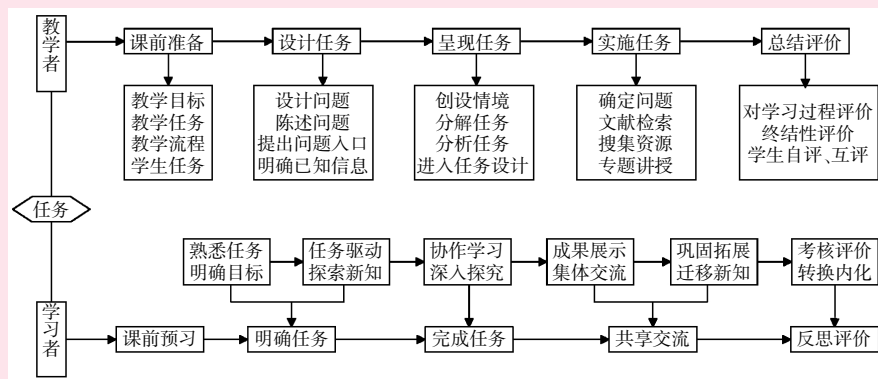 教学者
课前准备
设计任务
呈现任务
实施任务
总结评价
教学目标
教学任务
教学流程
学生任务
设计问题
陈述问题
提出问题入口
明确已知信息
创设情境
分解任务
分析任务
进入任务设计
确定问题
文献检索
搜集资源
专题讲授
对学习过程评价
终结性评价
学生自评、互评
任务
熟悉任务
明确目标
任务驱动
探索新知
协作学习
深入探究
成果展示
集体交流
巩固拓展
迁移新知
考核评价
转换内化
学习者
课前预习
明确任务
完成任务
共享交流
反思评价